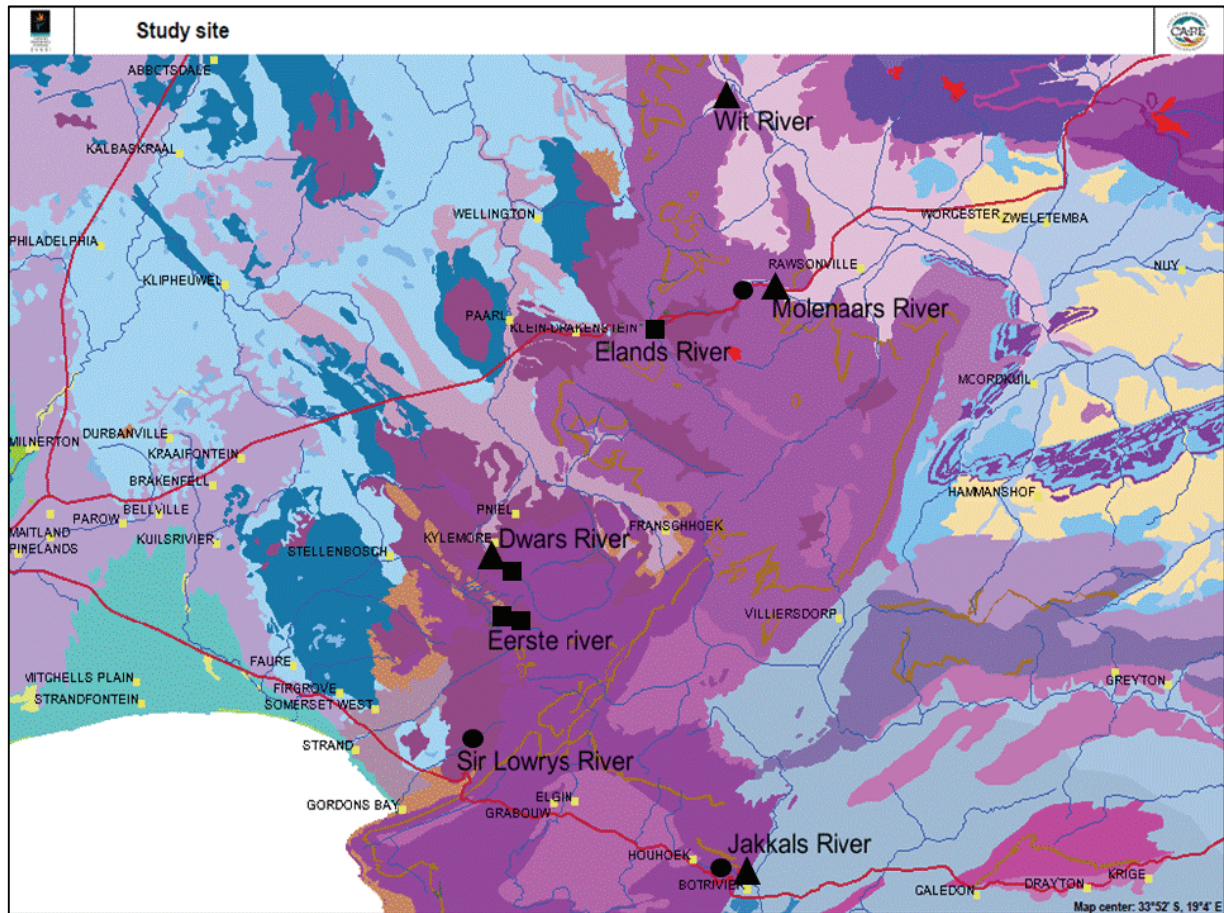 Study site
CAPE
ABBOTSDALE
Wit River
KALBASKRAAL
WELLINGTON
WORCESTER
ZWELETEMBA
PHILADELPHIA
RAWSONVILLE
NUY
KLIPHEUWEL
Molenaars River
PAARL
KLEIN-DRAKENSTEIN
Elands River
MCORDKUIL
MILNERTON
DURBANVILLE
KRAAIFONTEIN
BRAKENFELL
HAMMANSHOF
BELLVILLE
PNIEL
PAROW
FRANSCHHOEK
MAITLAND
KYLEMORE
Dwars River
PINELANDS
KUILSRIVIER
STELLENBOSCH
VILLIERSDORP
Eerste river
FAURE
MITCHELLS PLAIN
GREYTON
FIRGROVE
STRANDFONTEIN
SOMERSET WEST
STRAND
Sir Lowrys River
ELGIN
GORDONS BAY
GRABOUW
Jakkals River
HOUHOEK
BOTRIVIER
KRIGE
CALEDON
DRAYTON
Map center: 33°52' S, 19°4' E